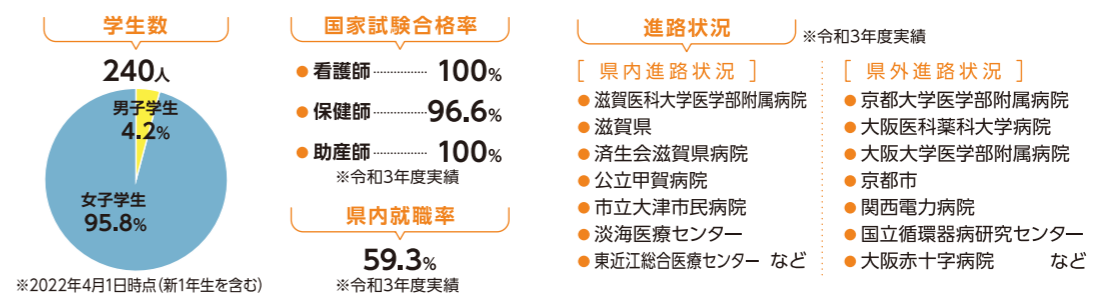 学生数
240人
男子学生
4.2%
女子学生
95.8%
※2022年4月1日時点(新1年生を含む)
国家試験合格率
● 看護師 ················ 100%
● 保健師 ················ 96.6%
● 助産師 ················ 100%
※令和3年度実績
県内就職率
59.3%
※令和3年度実績
進路状況
※令和3年度実績
[ 県内進路状況 ]
● 滋賀医科大学医学部附属病院
● 滋賀県
● 済生会滋賀県病院
● 公立甲賀病院
● 市立大津市民病院
● 淡海医療センター
● 東近江総合医療センター など
[ 県外進路状況 ]
● 京都大学医学部附属病院
● 大阪医科薬科大学病院
● 大阪大学医学部附属病院
● 京都市
● 関西電力病院
● 国立循環器病研究センター
● 大阪赤十字病院 など